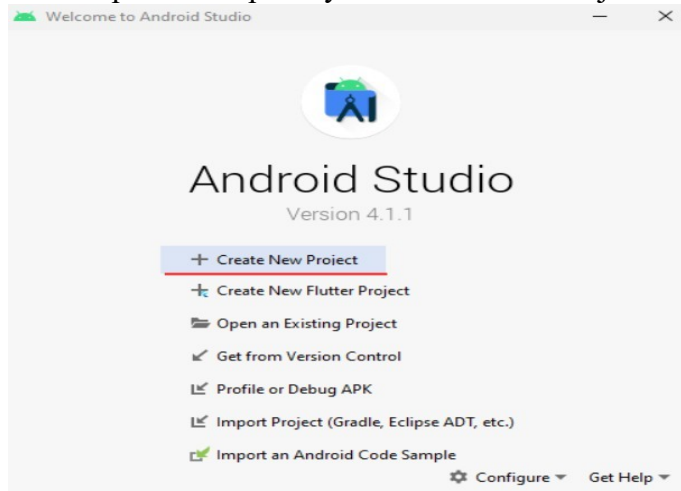 Welcome to Android Studio
Android Studio
Version 4.1.1
Create New Project
Create New Flutter Project
Open an Existing Project
Get from Version Control
Profile or Debug APK
Import Project (Gradle, Eclipse ADT, etc.)
Import an Android Code Sample
Configure Get Help